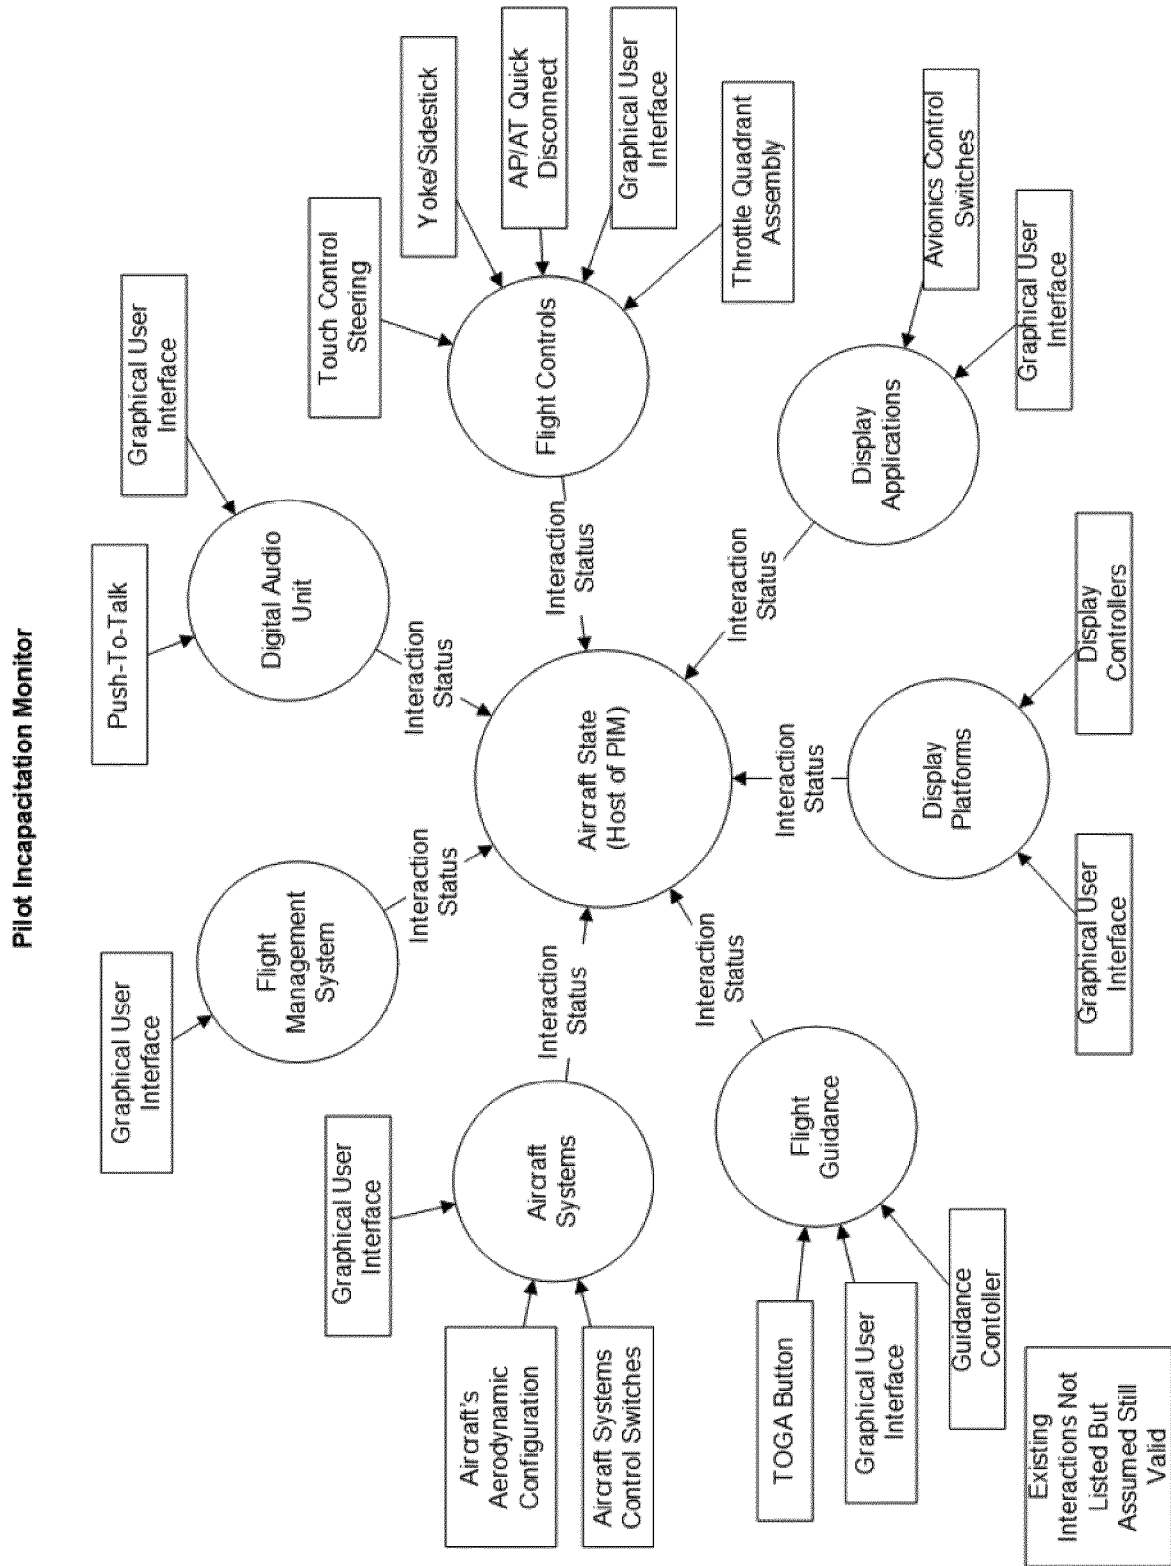 Pilot Incapacitation Monitor
Graphical User
Interface
Push-To-Talk
Graphical User
Interface
Flight
Management
System
Digital Audio
Unit
Interaction
Status
Interaction
Status
Graphical User
Interface
Touch Control
Steering
Yoke/Sidestick
AP/AT Quick
Disconnect
Graphical User
Interface
Throttle Quadrant
Assembly
Aircraft's
Aerodynamic
Configuration
Aircraft Systems
Control Switches
Aircraft
Systems
Interaction
Status
Aircraft State
(Host of PIM)
Interaction
Status
Flight Controls
TOGA Button
Graphical User
Interface
Guidance
Contoller
Flight
Guidance
Interaction
Status
Interaction
Status
Interaction
Status
Display
Applications
Avionics Control
Switches
Graphical User
Interface
Display
Platforms
Graphical User
Interface
Display
Controllers
Existing
Interactions Not
Listed But
Assumed Still
Valid